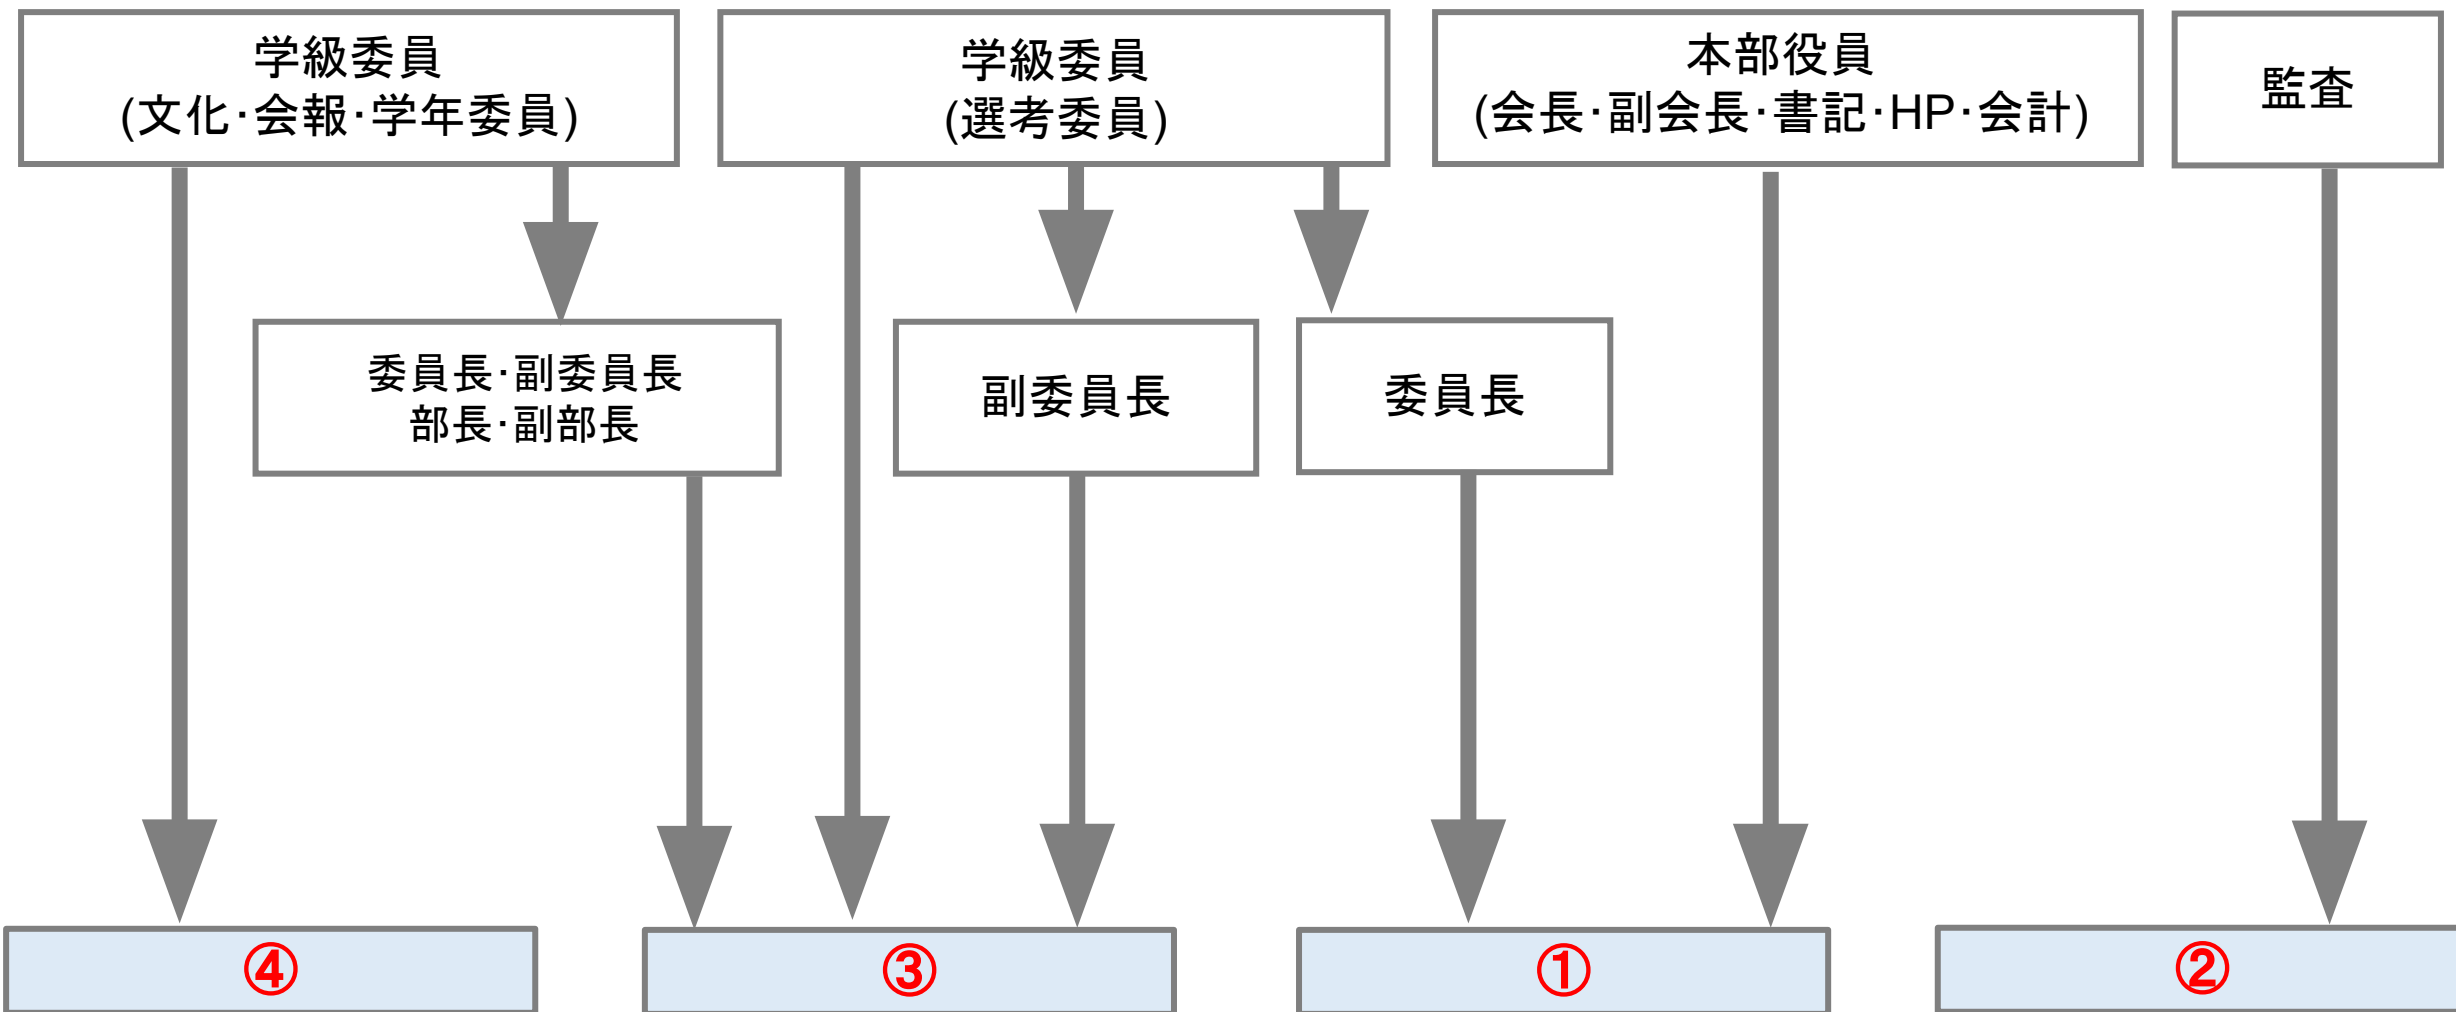 学級委員
(文化・会報・学年委員)
学級委員
(選考委員)
本部役員
(会長・副会長・書記・HP・会計)
監査
委員長・副委員長
部長・副部長
副委員長
委員長
④
③
①
②